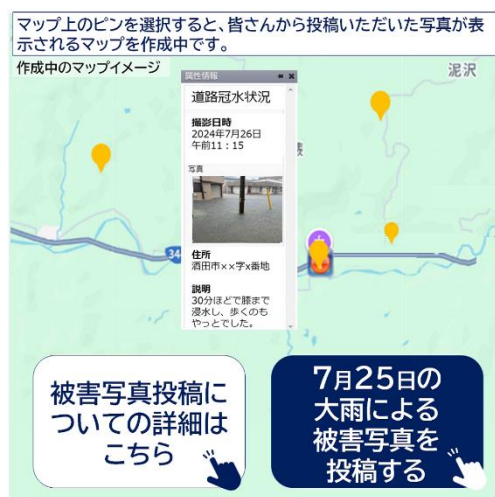 マップ上のピンを選択すると、皆さんから投稿いただいた写真が表
示されるマップを作成中です。
作成中のマップイメージ
泥沢
属性情報
道路冠水状況
撮影日時
2024年7月26日
午前11：15
写真
住所
酒田市××字x番地
説明
30分ほどで膝まで
浸水し、歩くのも
やっとでした。
34
被害写真投稿に
ついての詳細は
こちら
7月25日の
大雨による
被害写真を
投稿する